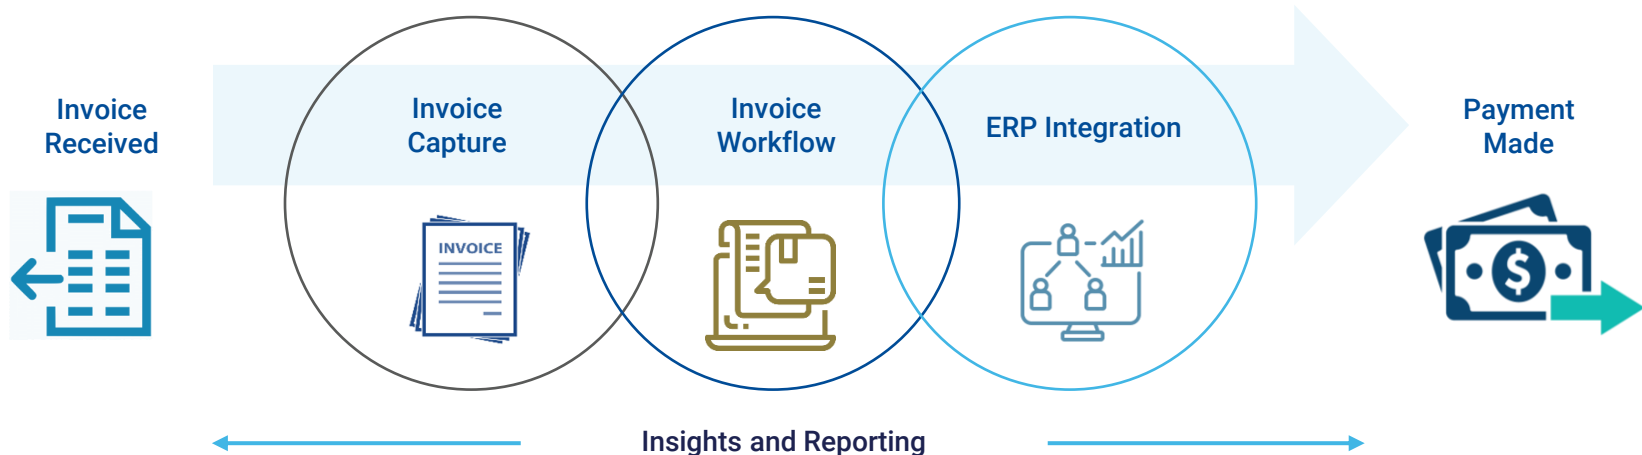 Invoice
Received
Invoice
Capture
INVOICE
Invoice
Workflow
ERP Integration
Payment
Made
$
Insights and Reporting